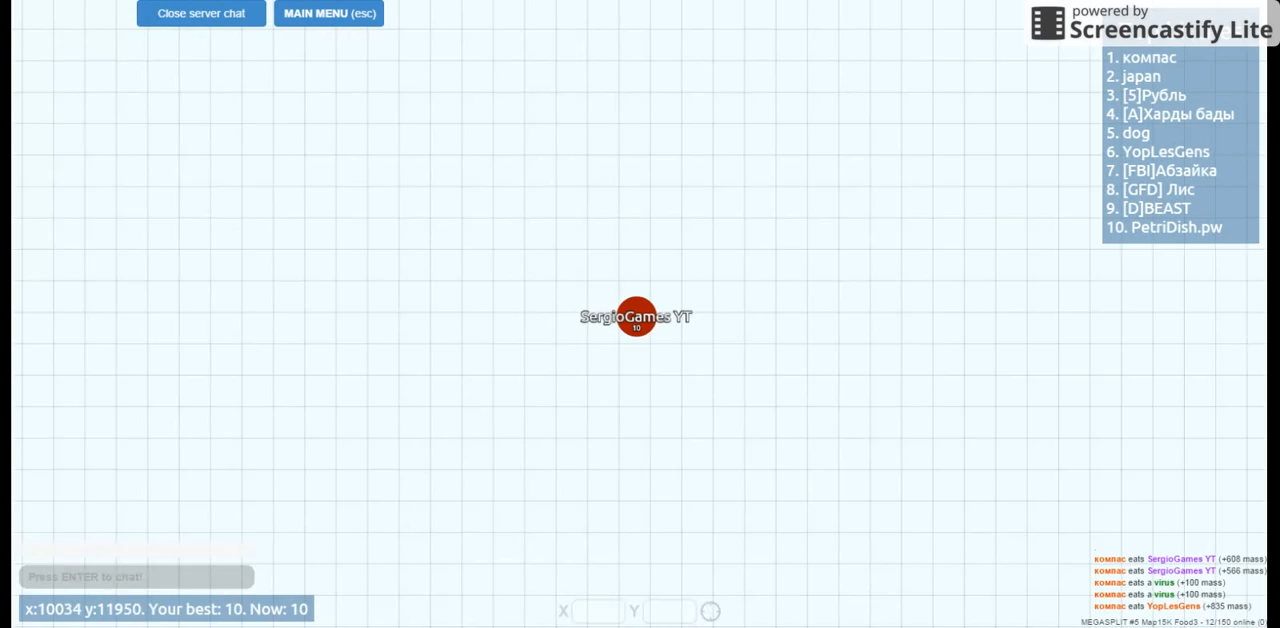 Close server chat
MAIN MENU (esc)
powered by
Screencastify Lite
1. компас
2. japan
3. [5]Рубль
4. [A]Харды бады
5. dog
6. YopLesGens
7. [FBI]Абзайка
8. [GFD] Лис
9. [D]BEAST
10. PetriDish.pw
SergioGames YT
10
компас eats SergioGames YT (+608 mass)
компас eats SergioGames YT (+566 mass)
компас eats a virus (+100 mass)
компас eats a virus (+100 mass)
компас eats YopLesGens (+835 mass)
Press ENTER to chat!
x:10034 y:11950. Your best: 10. Now: 10
X Y
MEGASPLIT #5 Map15K Food3 - 12/150 online (0)